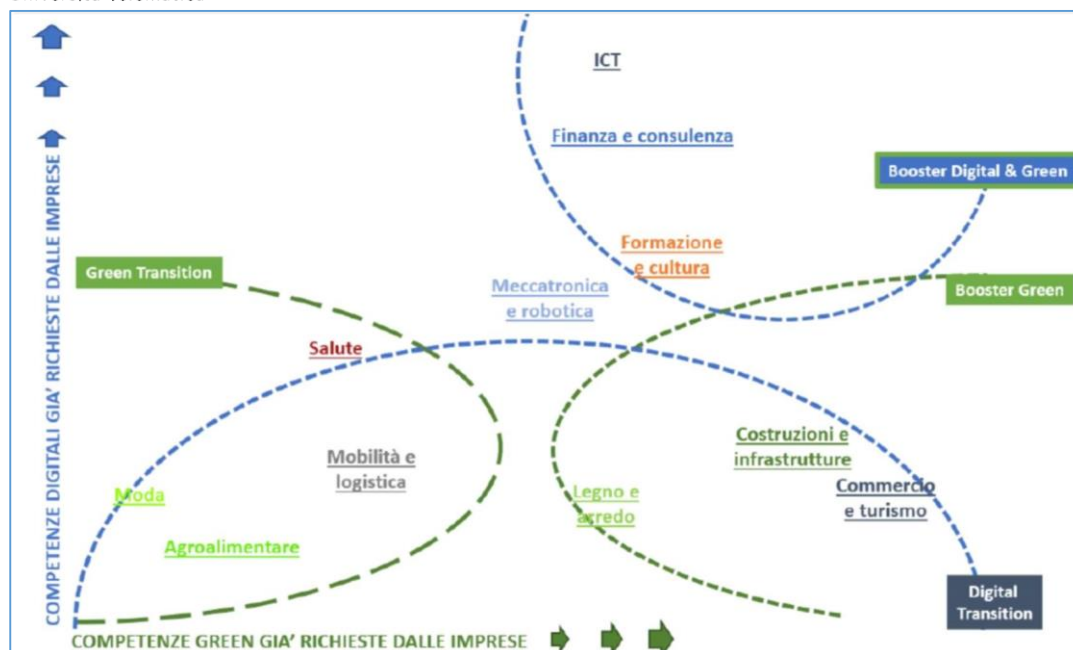 ICT
Finanza e consulenza
Booster Digital & Green
Formazione
e cultura
Green Transition
Booster Green
Meccatronica
e robotica
Salute
Costruzioni e
infrastrutture
Mobilità e
logistica
Commercio
e turismo
Moda
Legno e
arredo
Agroalimentare
Digital
Transition
COMPETENZE DIGITALI GIA’ RICHIESTE DALLE IMPRESE
COMPETENZE GREEN GIA’ RICHIESTE DALLE IMPRESE